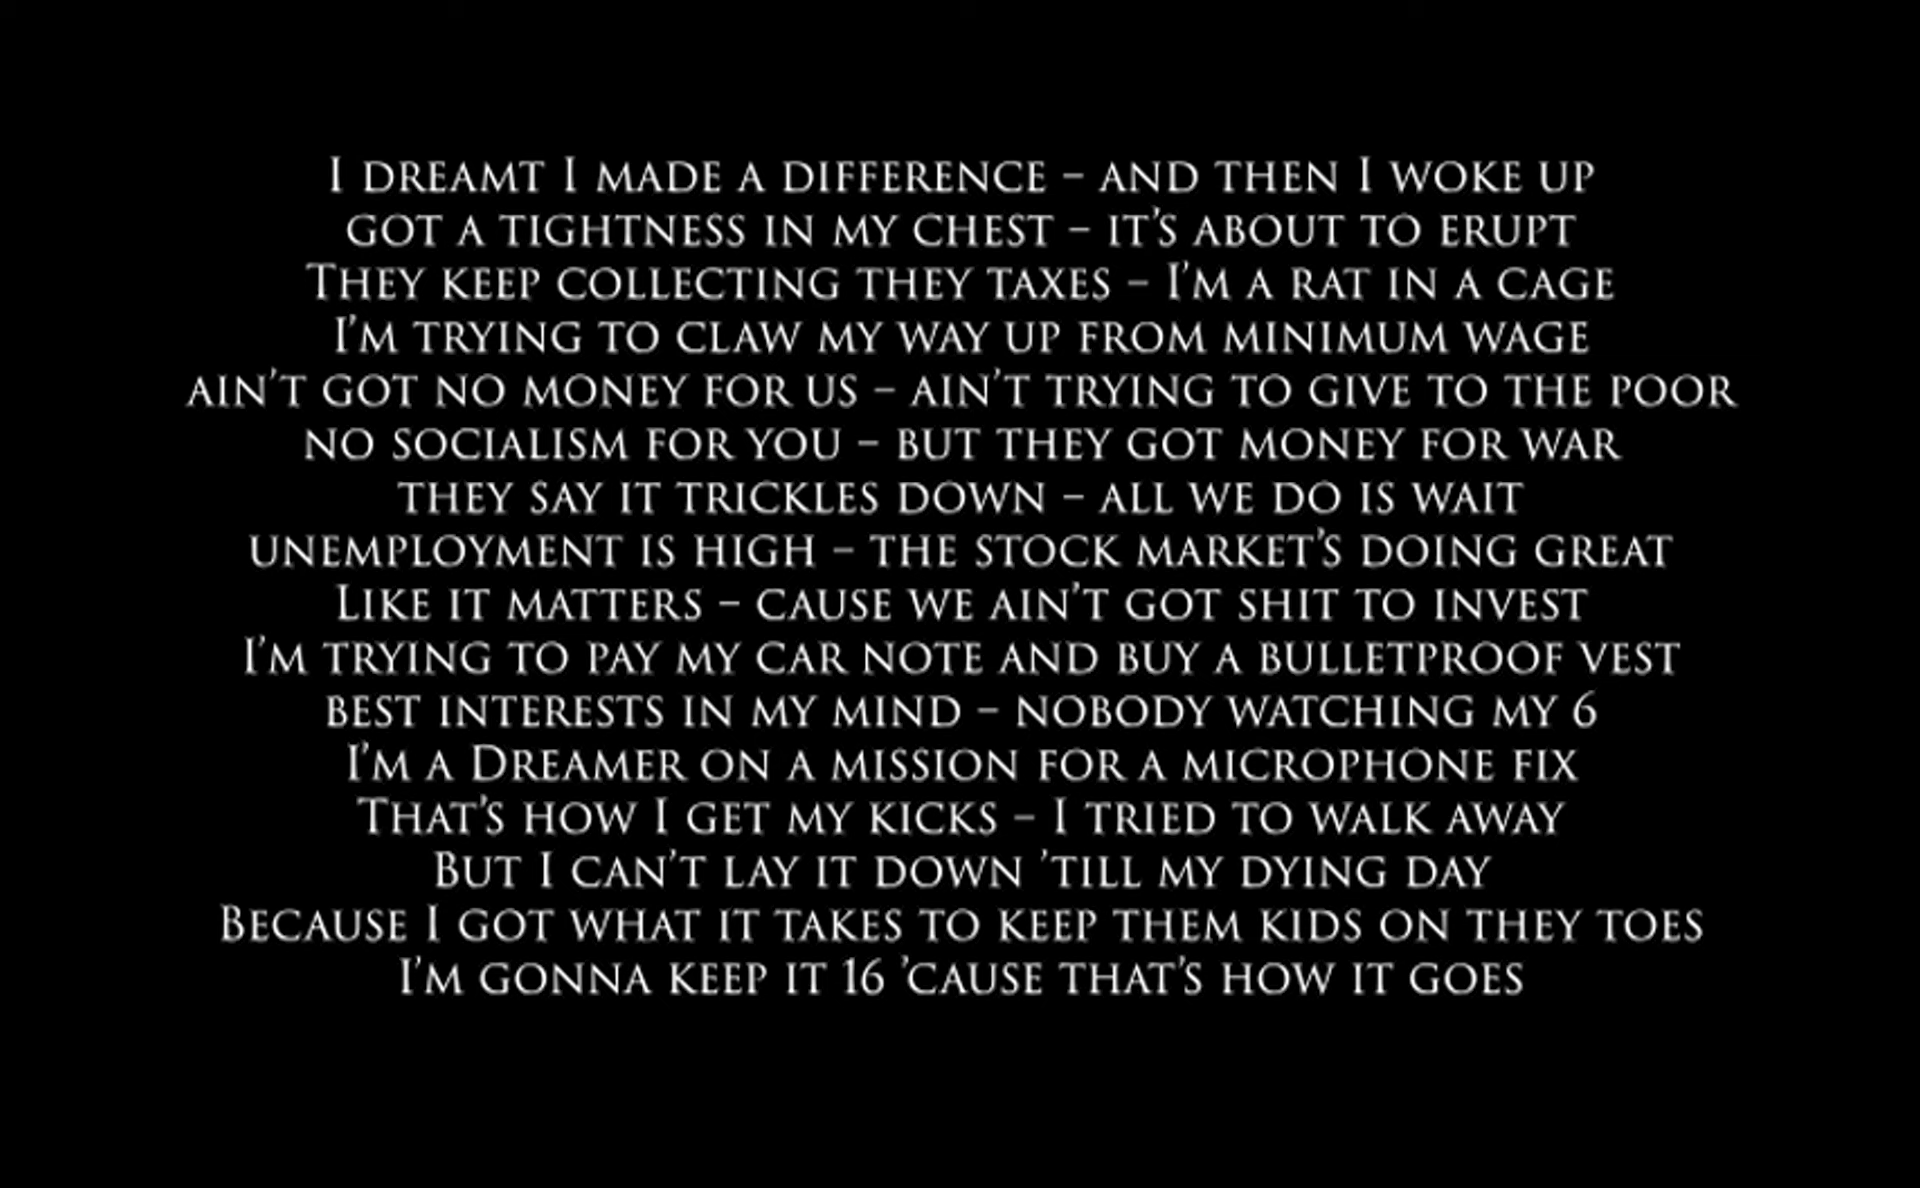 I dreamt I made a difference – and then I woke up
got a tightness in my chest – it's about to erupt
They keep collecting they taxes – I'm a rat in a cage
I'm trying to claw my way up from minimum wage
ain't got no money for us – ain't trying to give to the poor
no socialism for you – but they got money for war
they say it trickles down – all we do is wait
unemployment is high – the stock market's doing great
Like it matters – cause we ain't got shit to invest
I'm trying to pay my car note and buy a bulletproof vest
best interests in my mind – nobody watching my 6
I'm a Dreamer on a mission for a microphone fix
That's how I get my kicks – I tried to walk away
But I can't lay it down 'till my dying day
Because I got what it takes to keep them kids on they toes
I'm gonna keep it 16 'cause that's how it goes